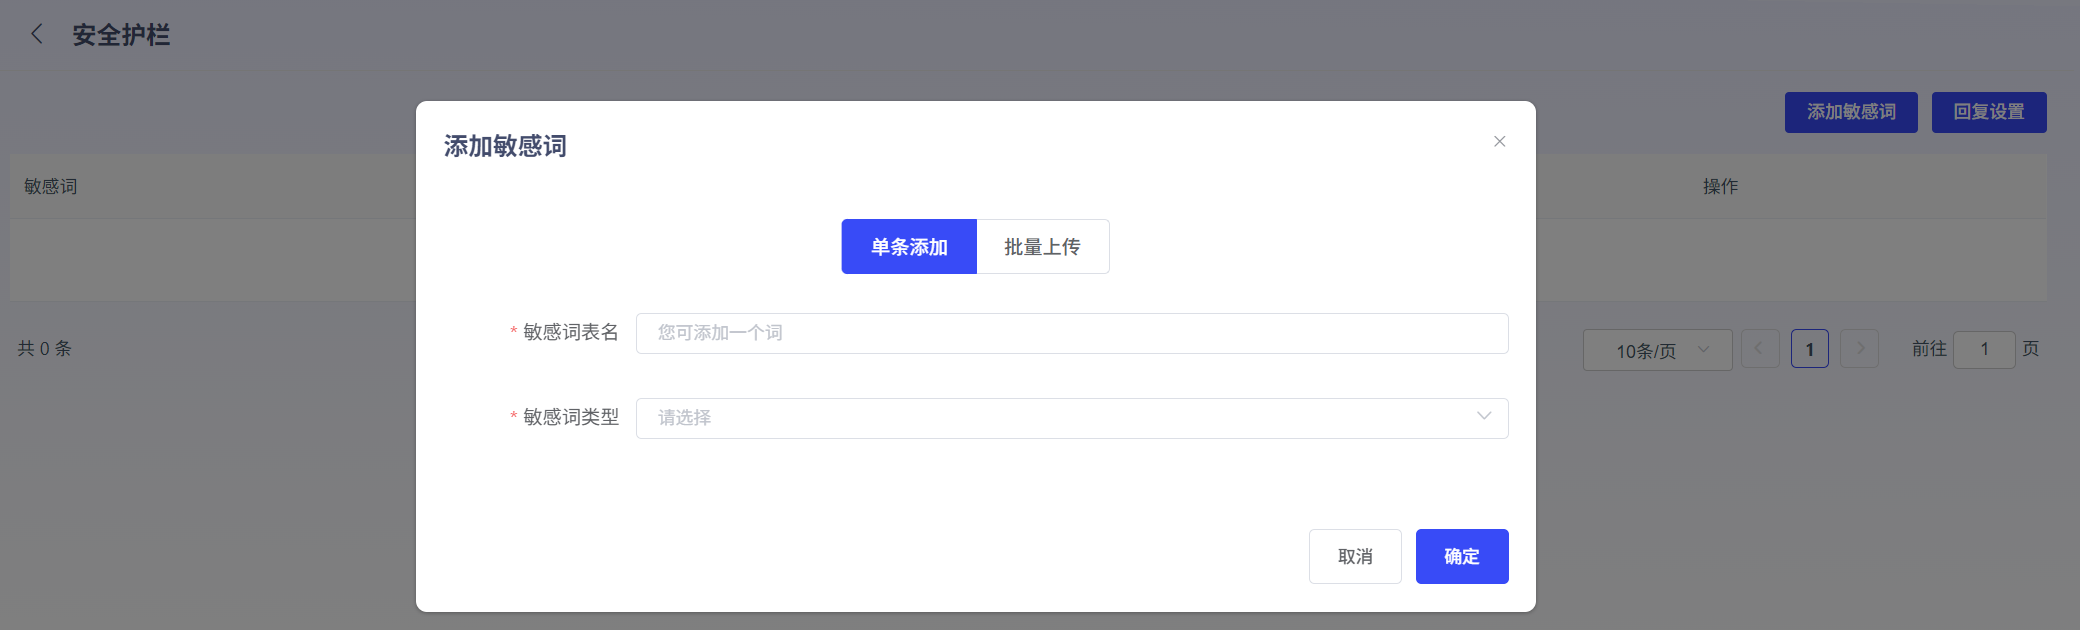 安全护栏
添加敏感词 回复设置
添加敏感词
敏感词 操作
单条添加 批量上传
* 敏感词表名 您可添加一个词
共 0 条 10条/页 1 前往 1 页
* 敏感词类型 请选择
取消 确定